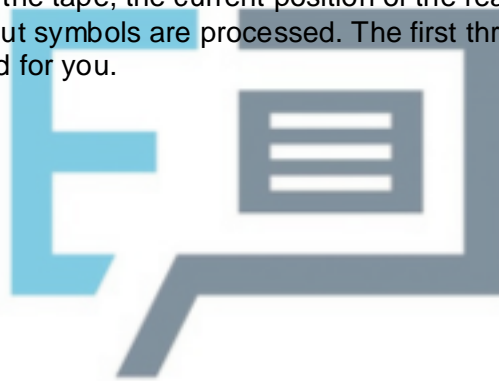 the tape, the current position of the rea
ut symbols are processed. The first thr
d for you.